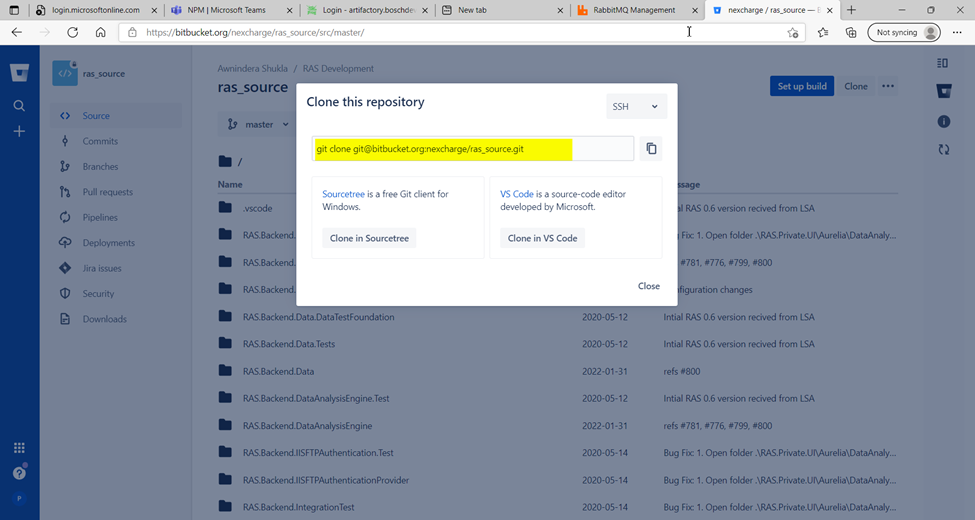 login.microsoftonline.com
NPM | Microsoft Teams
Login - artifactory.boschdev
New tab
RabbitMQ Management
nexcharge / ras_source —
https://bitbucket.org/nexcharge/ras_source/src/master/
Not syncing
ras_source
Source
Commits
Branches
Pull requests
Pipelines
Deployments
Jira issues
Security
Downloads
P
Awnindera Shukla / RAS Development
ras_source
Set up build
Clone
master
/
Name
ssage
Clone this repository
SSH
git clone git@bitbucket.org:nexcharge/ras_source.git
Sourcetree is a free Git client for
Windows.
Clone in Sourcetree
VS Code is a source-code editor
developed by Microsoft.
Clone in VS Code
Close
.vscode
ial RAS 0.6 version recived from LSA
RAS.Backend.
Fix: 1. Open folder .\RAS.Private.UI\Aurelia\DataAnaly...
RAS.Backend.
#781, #776, #799, #800
RAS.Backend.
figuration changes
RAS.Backend.Data.DataTestFoundation 2020-05-12 Intial RAS 0.6 version recived from LSA
RAS.Backend.Data.Tests 2020-05-12 Intial RAS 0.6 version recived from LSA
RAS.Backend.Data 2022-01-31 refs #800
RAS.Backend.DataAnalysisEngine.Test 2020-05-12 Intial RAS 0.6 version recived from LSA
RAS.Backend.DataAnalysisEngine 2022-01-31 refs #781, #776, #799, #800
RAS.Backend.IISFTPAuthentication.Test 2020-05-14 Bug Fix: 1. Open folder .\RAS.Private.UI\Aurelia\DataAnaly...
RAS.Backend.IISFTPAuthenticationProvider 2020-05-14 Bug Fix: 1. Open folder .\RAS.Private.UI\Aurelia\DataAnaly...
RAS.Backend.IntegrationTest 2020-05-14 Bug Fix: 1. Open folder .\RAS.Private.UI\Aurelia\DataAnaly...